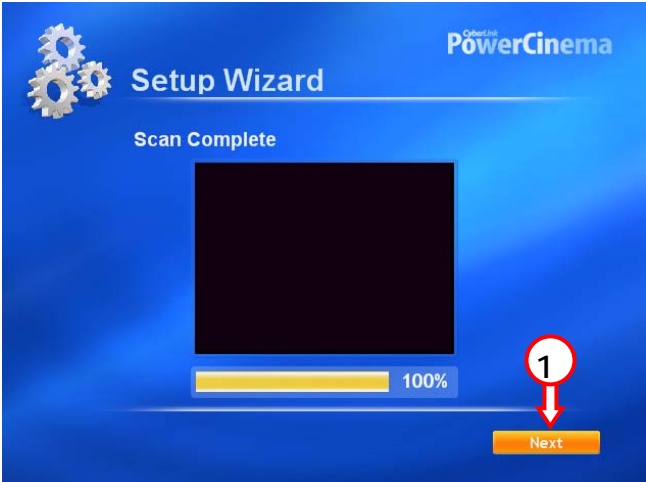 CyberLink
PowerCinema
Setup Wizard
Scan Complete
100%
1
Next